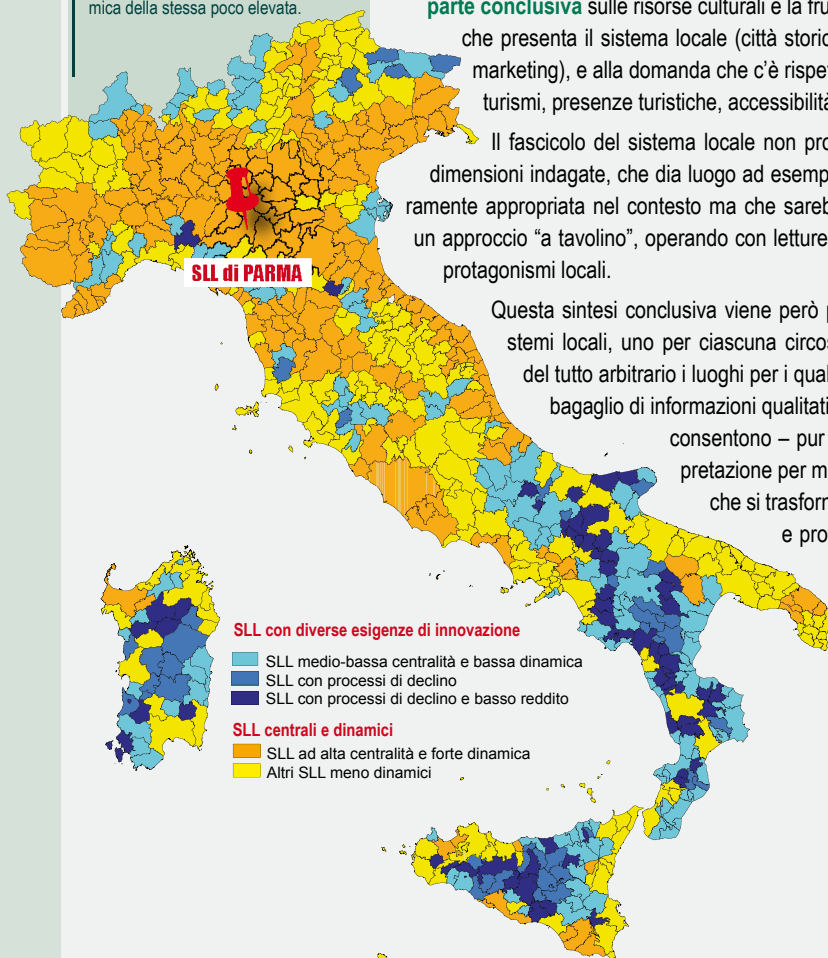 mica della stessa poco elevata.
parte conclusiva sulle risorse culturali e la fru
che presenta il sistema locale (città storic
marketing), e alla domanda che c'è rispe
turismi, presenze turistiche, accessibilità
Il fascicolo del sistema locale non pro
dimensioni indagate, che dia luogo ad esemp
ramente appropriata nel contesto ma che sareb
un approccio “a tavolino”, operando con letture
protagonismi locali.
Questa sintesi conclusiva viene però p
stemi locali, uno per ciascuna circos
del tutto arbitrario i luoghi per i qual
bagaglio di informazioni qualitati
consentono – pur
pretazione per m
che si trasforn
e pro
SLL di PARMA
SLL con diverse esigenze di innovazione
SLL medio-bassa centralità e bassa dinamica
SLL con processi di declino
SLL con processi di declino e basso reddito
SLL centrali e dinamici
SLL ad alta centralità e forte dinamica
Altri SLL meno dinamici